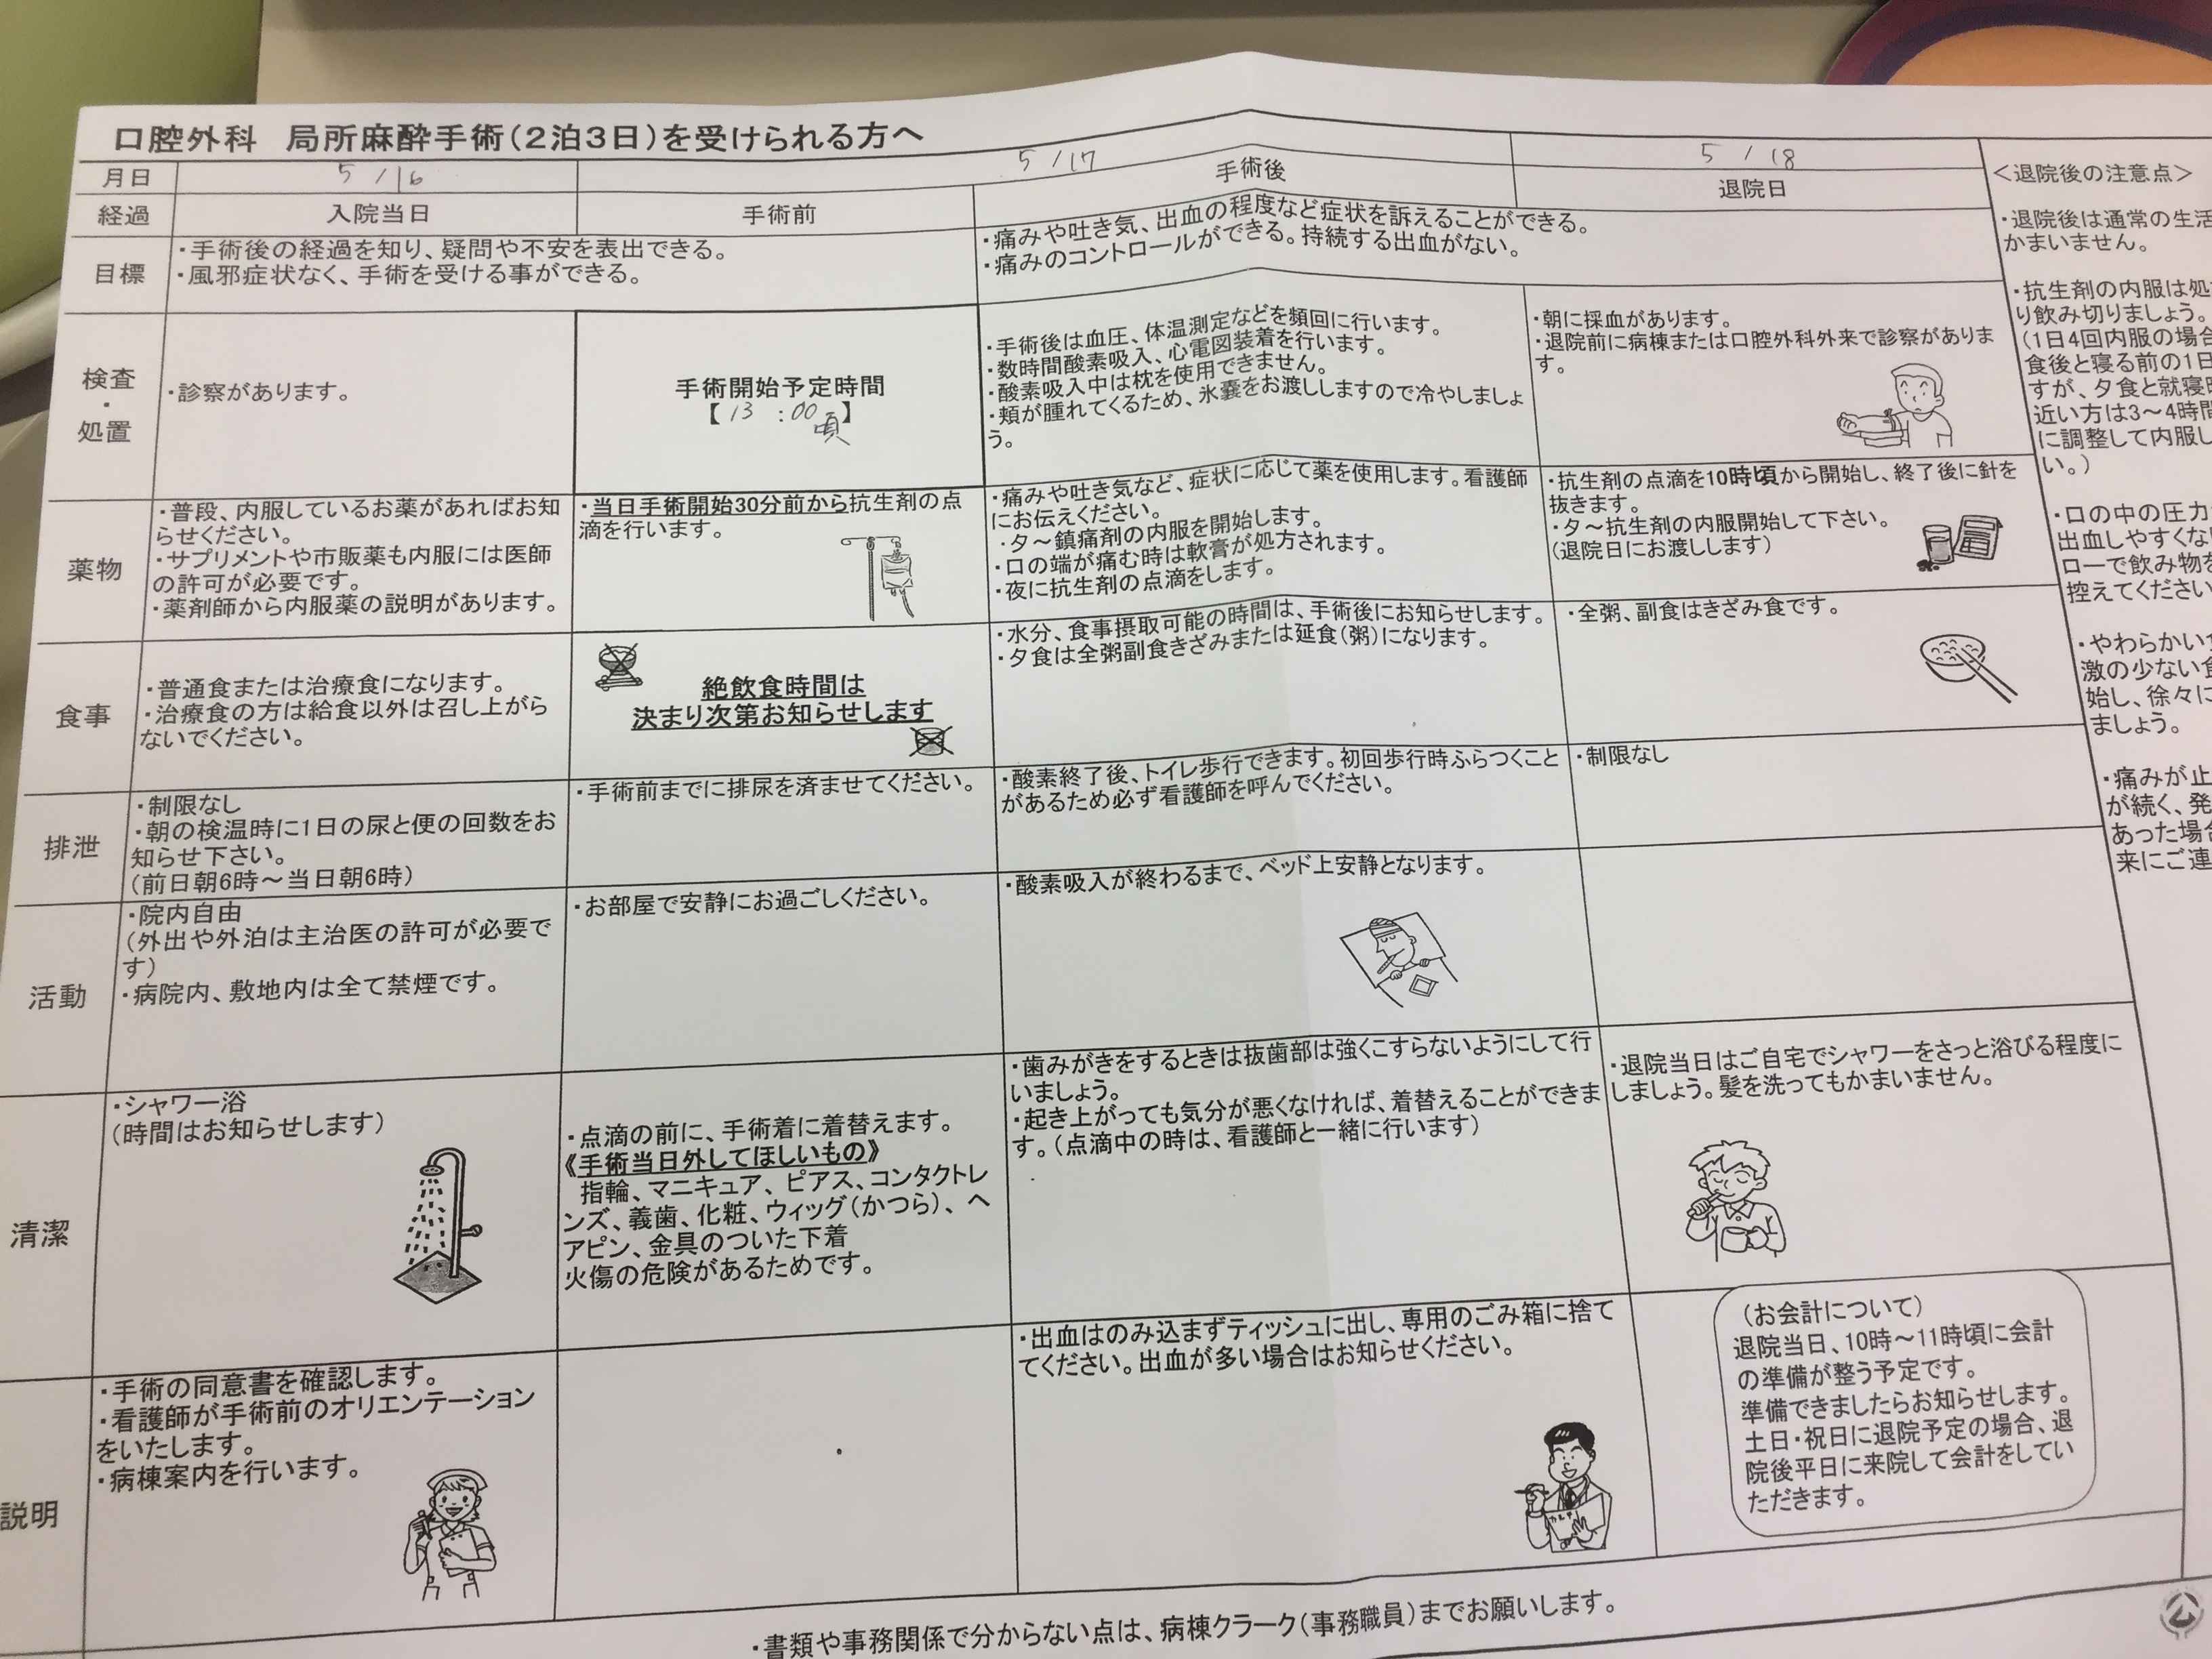 口腔外科 局所麻酔手術(2泊3日)を受けられる方へ
月日
5 / 16
5 / 17
5 / 18
経過
入院当日
手術前
手術後
退院日
目標
・手術後の経過を知り、疑問や不安を表出できる。
・風邪症状なく、手術を受ける事ができる。
・痛みや吐き気、出血の程度など症状を訴えることができる。
・痛みのコントロールができる。持続する出血がない。
検査
・
処置
・診察があります。
手術開始予定時間
【 13 :00 】
頃
・手術後は血圧、体温測定などを頻回に行います。
・数時間酸素吸入、心電図装着を行います。
・酸素吸入中は枕を使用できません。
・頬が腫れてくるため、氷嚢をお渡ししますので冷やしましょ
う。
・朝に採血があります。
・退院前に病棟または口腔外科外来で診察がありま
す。
薬物
・普段、内服しているお薬があればお知
らせください。
・サプリメントや市販薬も内服には医師
の許可が必要です。
・薬剤師から内服薬の説明があります。
・当日手術開始30分前から抗生剤の点
滴を行います。
・痛みや吐き気など、症状に応じて薬を使用します。看護師
にお伝えください。
・夕～鎮痛剤の内服を開始します。
・口の端が痛む時は軟膏が処方されます。
・夜に抗生剤の点滴をします。
・抗生剤の点滴を10時頃から開始し、終了後に針を
抜きます。
・夕～抗生剤の内服開始して下さい。
(退院日にお渡しします)
食事
・普通食または治療食になります。
・治療食の方は給食以外は召し上がら
ないでください。
絶飲食時間は
決まり次第お知らせします
・水分、食事摂取可能の時間は、手術後にお知らせします。
・夕食は全粥副食きざみまたは延食(粥)になります。
・全粥、副食はきざみ食です。
排泄
・制限なし
・朝の検温時に1日の尿と便の回数をお
知らせ下さい。
(前日朝6時～当日朝6時)
・手術前までに排尿を済ませてください。
・酸素終了後、トイレ歩行できます。初回歩行時ふらつくこと
があるため必ず看護師を呼んでください。
・制限なし
活動
・院内自由
(外出や外泊は主治医の許可が必要で
す)
・病院内、敷地内は全て禁煙です。
・お部屋で安静にお過ごしください。
・酸素吸入が終わるまで、ベッド上安静となります。
清潔
・シャワー浴
(時間はお知らせします)
・点滴の前に、手術着に着替えます。
《手術当日外してほしいもの》
指輪、マニキュア、ピアス、コンタクトレ
ンズ、義歯、化粧、ウィッグ(かつら)、ヘ
アピン、金具のついた下着
火傷の危険があるためです。
・歯みがきをするときは抜歯部は強くこすらないようにして行
いましょう。
・起き上がっても気分が悪くなければ、着替えることができま
す。(点滴中の時は、看護師と一緒に行います)
・退院当日はご自宅でシャワーをさっと浴びる程度に
しましょう。髪を洗ってもかまいません。
説明
・手術の同意書を確認します。
・看護師が手術前のオリエンテーション
をいたします。
・病棟案内を行います。
・出血はのみ込まずティッシュに出し、専用のごみ箱に捨て
てください。出血が多い場合はお知らせください。
カルテ
(お会計について)
退院当日、10時～11時頃に会計
の準備が整う予定です。
準備できましたらお知らせします。
土日・祝日に退院予定の場合、退
院後平日に来院して会計をしてい
ただきます。
＜退院後の注意点＞
・退院後は通常の生活
かまいません。
・抗生剤の内服は処
り飲み切りましょう。
(1日4回内服の場合
食後と寝る前の1日
すが、夕食と就寝時
近い方は3～4時間
に調整して内服し
い。)
・口の中の圧力
出血しやすくな
ローで飲み物を
控えてください
・やわらかい食
激の少ない食
始し、徐々に
ましょう。
・痛みが止
が続く、発
あった場合
来にご連
・書類や事務関係で分からない点は、病棟クラーク(事務職員)までお願いします。